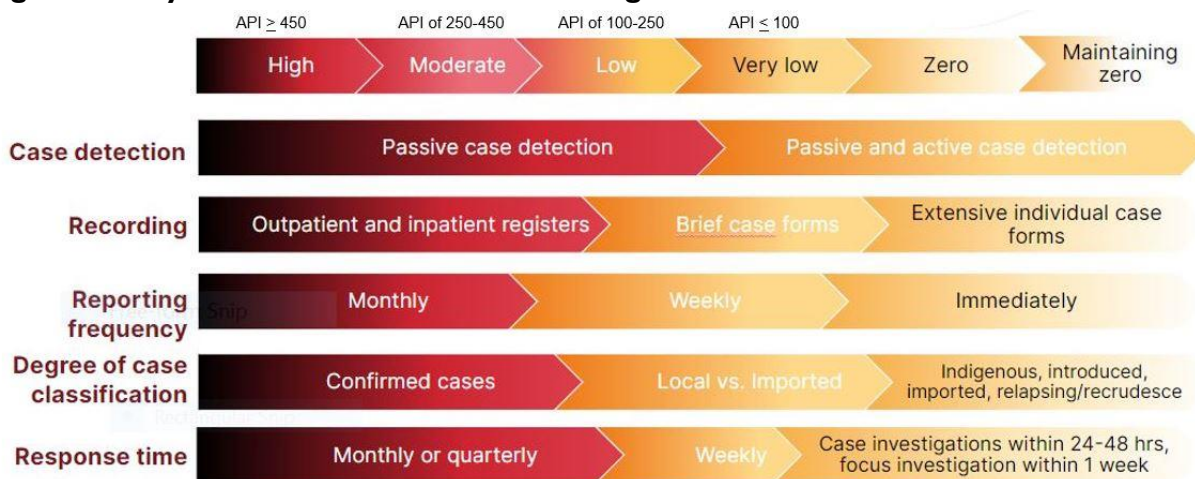 API ≥ 450 API of 250-450 API of 100-250 API ≤ 100
High Moderate Low Very low Zero Maintaining
zero
Case detection Passive case detection Passive and active case detection
Recording Outpatient and inpatient registers Brief case forms Extensive individual case
forms
Reporting
frequency Monthly Weekly Immediately
Degree of case
classification Confirmed cases Local vs. Imported Indigenous, introduced,
imported, relapsing/recrudesce
Response time Monthly or quarterly Weekly Case investigations within 24-48 hrs,
focus investigation within 1 week